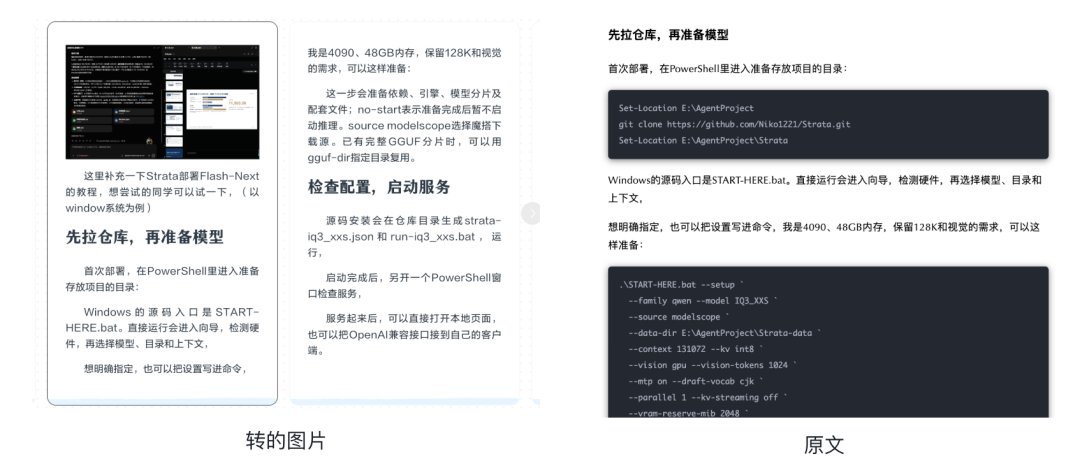 这里补充一下Strata部署Flash-Next
的教程，想尝试的同学可以试一下，（以
window系统为例）
先拉仓库，再准备模型
首次部署，在PowerShell里进入准备
存放项目的目录：
Windows的源码入口是START-
HERE.bat。直接运行会进入向导，检测硬
件，再选择模型、目录和上下文，
想明确指定，也可以把设置写进命令，
我是4090、48GB内存，保留128K和视觉
的需求，可以这样准备：
这一步会准备依赖、引擎、模型分片及
配套文件；no-start表示准备完成后暂不启
动推理。source modelscope选择魔搭下
载源。已有完整GGUF分片时，可以用
gguf-dir指定目录复用。
检查配置，启动服务
源码安装会在仓库目录生成strata-
iq3_xxs.json和run-iq3_xxs.bat，运
行，
启动完成后，另开一个PowerShell窗
口检查服务，
服务起来后，可以直接打开本地页面，
也可以把OpenAI兼容接口接到自己的客户
端。
转的图片
先拉仓库，再准备模型
首次部署，在PowerShell里进入准备存放项目的目录：
Set-Location E:\AgentProject
git clone https://github.com/Niko1221/Strata.git
Set-Location E:\AgentProject\Strata
Windows的源码入口是START-HERE.bat。直接运行会进入向导，检测硬件，再选择模型、目录和
上下文，
想明确指定，也可以把设置写进命令，我是4090、48GB内存，保留128K和视觉的需求，可以这
样准备：
.\START-HERE.bat --setup `
--family qwen --model IQ3_XXS `
--source modelscope `
--data-dir E:\AgentProject\Strata-data `
--context 131072 --kv int8 `
--vision gpu --vision-tokens 1024 `
--mtp on --draft-vocab cjk `
--parallel 1 --kv-streaming off `
--vram-reserve-mib 2048 `
原文